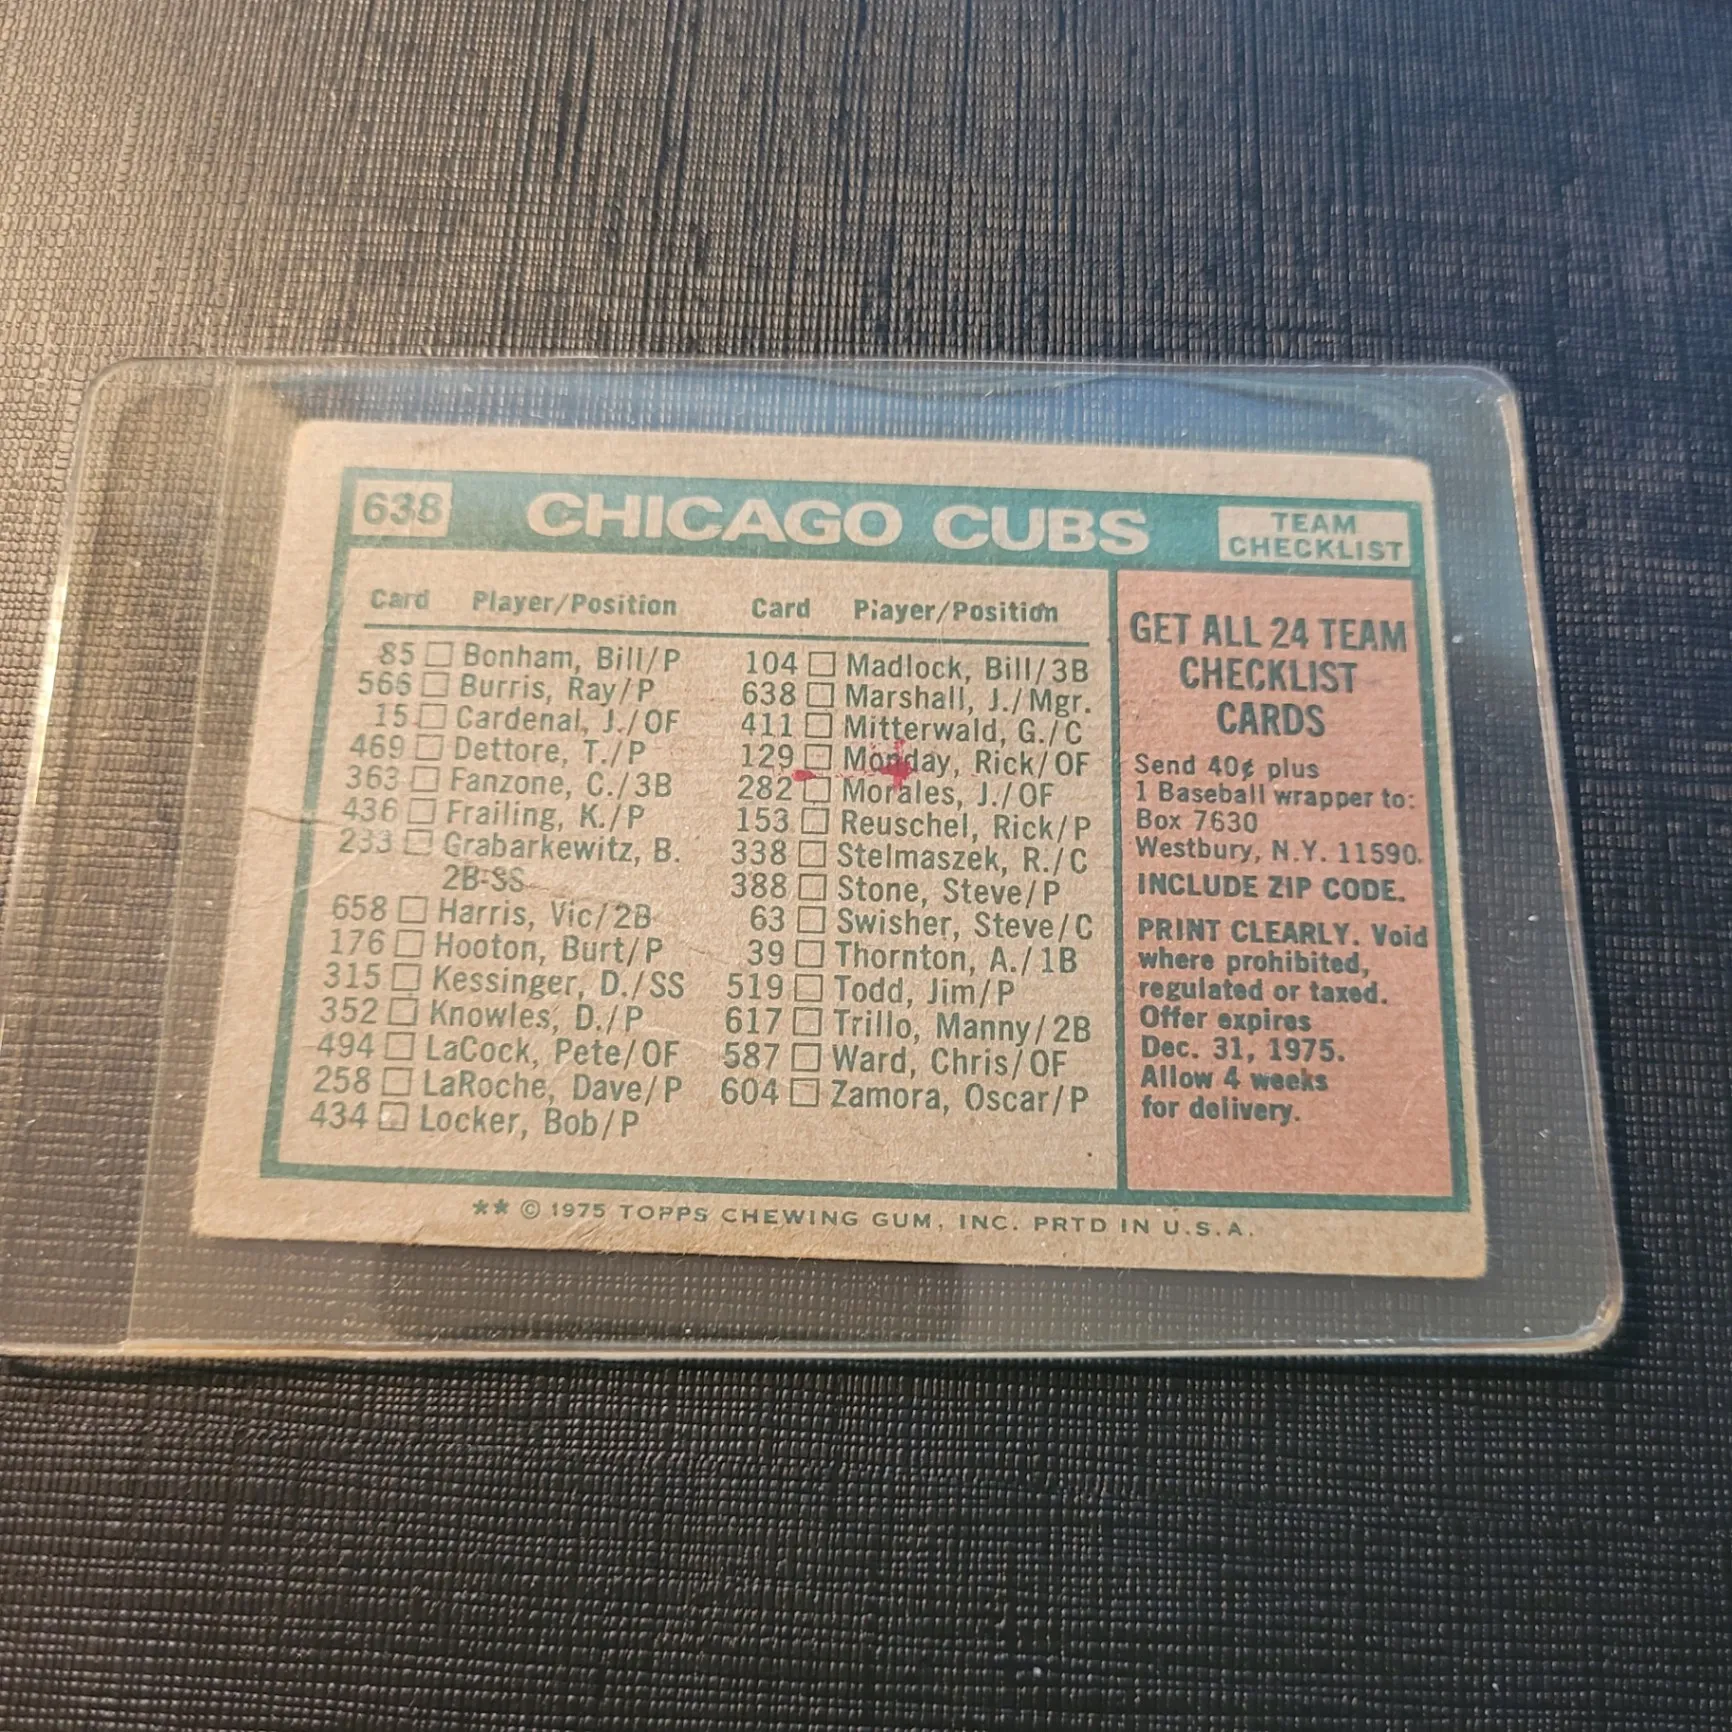 638 CHICAGO CUBS TEAM CHECKLIST
Card Player/Position
85 Bonham, Bill/P
566 Burris, Ray/P
15 Cardenal, J./OF
469 Dettore, T./P
363 Fanzone, C./3B
436 Frailing, K./P
233 Grabarkewitz, B.
2B-SS
658 Harris, Vic/2B
176 Hooton, Burt/P
315 Kessinger, D./SS
352 Knowles, D./P
494 LaCock, Pete/OF
258 LaRoche, Dave/P
434 Locker, Bob/P
Card Player/Position
104 Madlock, Bill/3B
638 Marshall, J./Mgr.
411 Mitterwald, G./C
129 Monday, Rick/OF
282 Morales, J./OF
153 Reuschel, Rick/P
338 Stelmaszek, R./C
388 Stone, Steve/P
63 Swisher, Steve/C
39 Thornton, A./1B
519 Todd, Jim/P
617 Trillo, Manny/2B
587 Ward, Chris/OF
604 Zamora, Oscar/P
GET ALL 24 TEAM
CHECKLIST
CARDS
Send 40¢ plus
1 Baseball wrapper to:
Box 7630
Westbury, N.Y. 11590.
INCLUDE ZIP CODE.
PRINT CLEARLY. Void
where prohibited,
regulated or taxed.
Offer expires
Dec. 31, 1975.
Allow 4 weeks
for delivery.
** © 1975 TOPPS CHEWING GUM, INC. PRTD IN U.S.A.